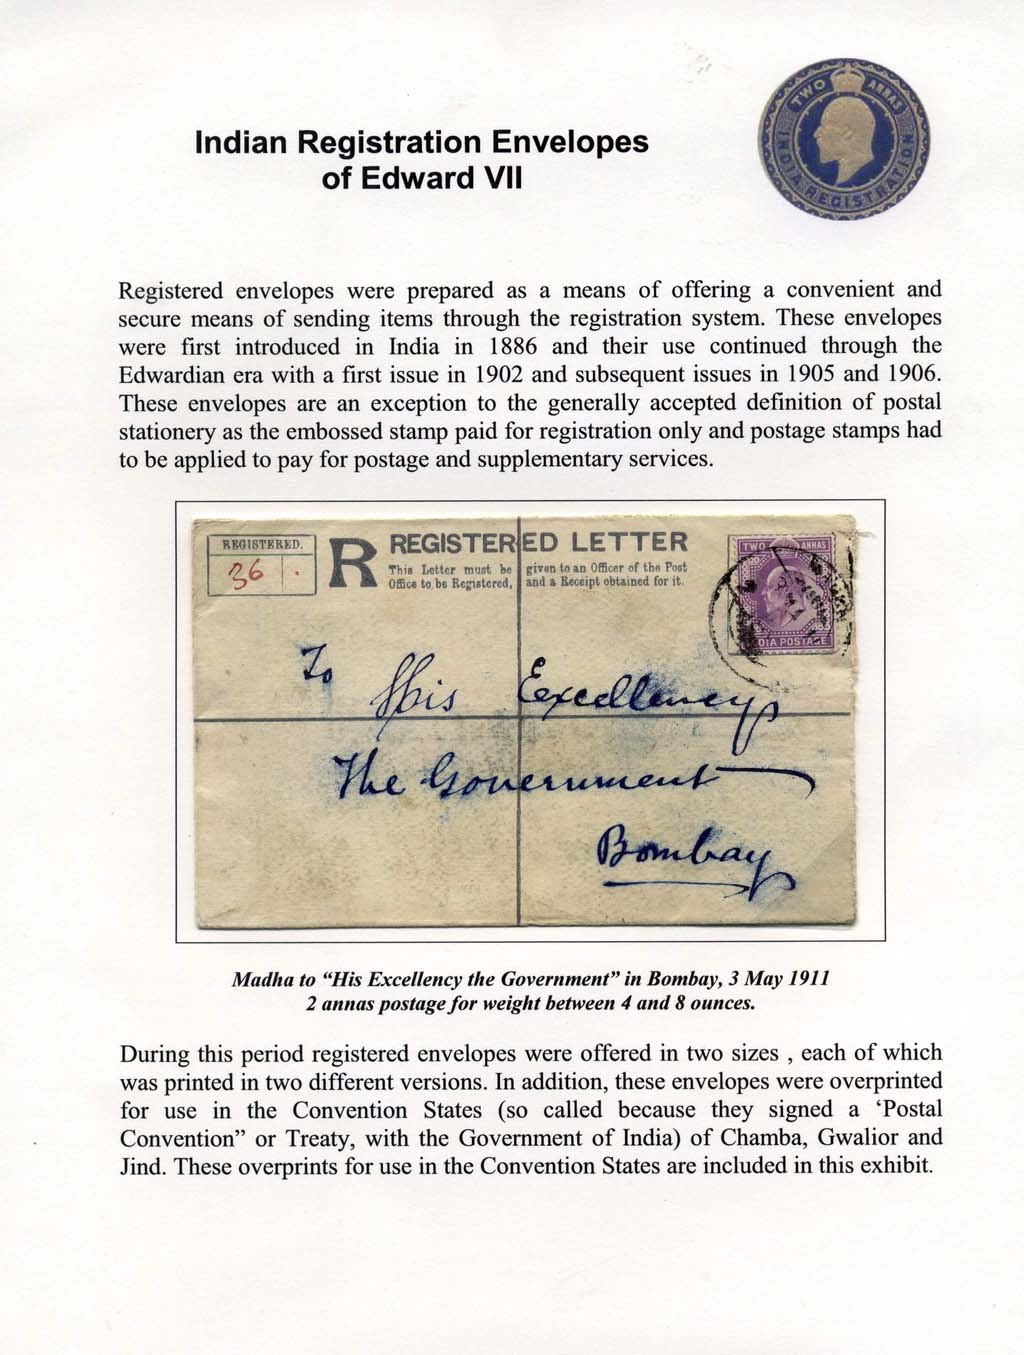 TWO ANNAS
INDIA REGISTRATION
Indian Registration Envelopes
of Edward VII
Registered envelopes were prepared as a means of offering a convenient and
secure means of sending items through the registration system. These envelopes
were first introduced in India in 1886 and their use continued through the
Edwardian era with a first issue in 1902 and subsequent issues in 1905 and 1906.
These envelopes are an exception to the generally accepted definition of postal
stationery as the embossed stamp paid for registration only and postage stamps had
to be applied to pay for postage and supplementary services.
REGISTERED.
36
R
REGISTERED LETTER
This Letter must be given to an Officer of the Post
Office to be Registered, and a Receipt obtained for it.
TWO ANNAS
INDIA POSTAGE
To
His Excellency
The Government
Bombay
Madha to “His Excellency the Government” in Bombay, 3 May 1911
2 annas postage for weight between 4 and 8 ounces.
During this period registered envelopes were offered in two sizes , each of which
was printed in two different versions. In addition, these envelopes were overprinted
for use in the Convention States (so called because they signed a ‘Postal
Convention” or Treaty, with the Government of India) of Chamba, Gwalior and
Jind. These overprints for use in the Convention States are included in this exhibit.